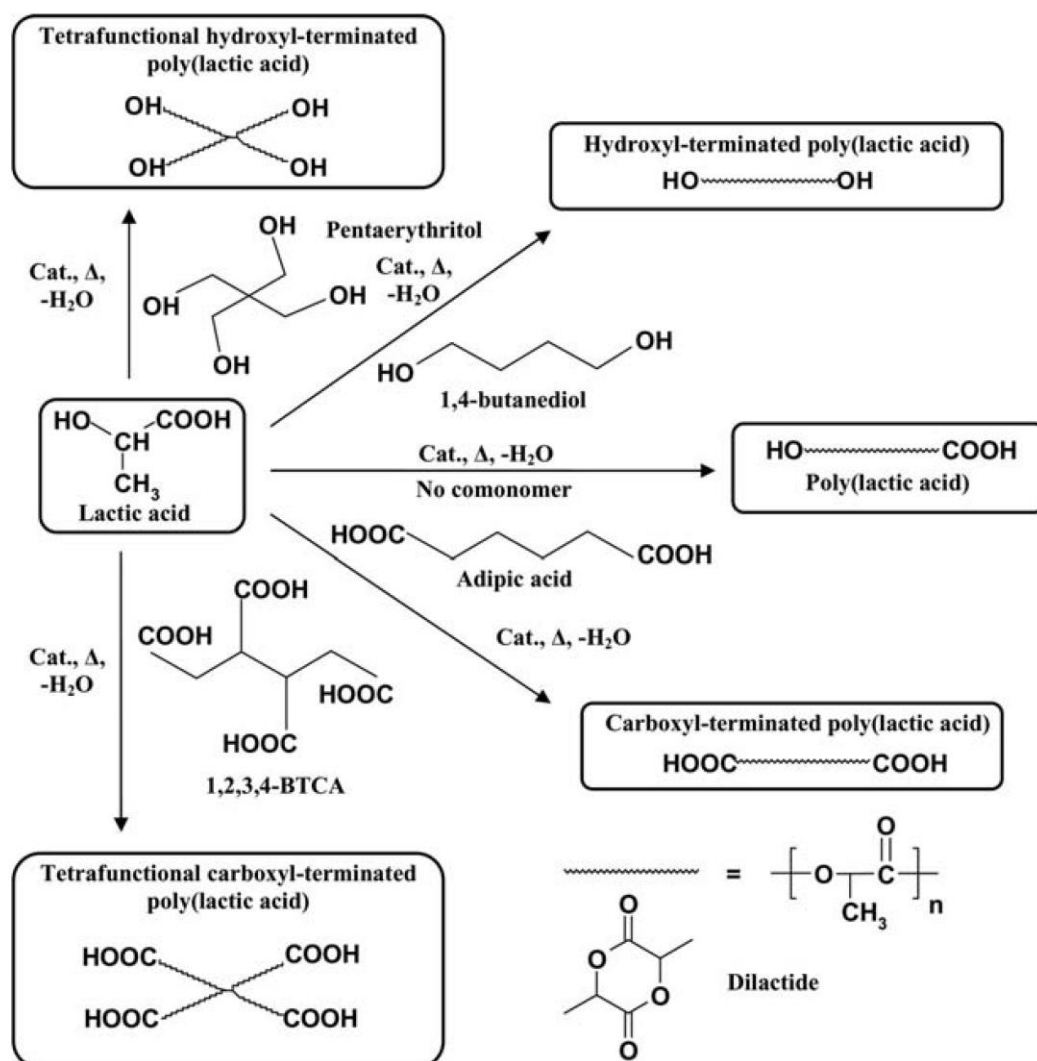 Tetrafunctional hydroxyl-terminated
poly(lactic acid)
OH
OH
OH
OH
Hydroxyl-terminated poly(lactic acid)
HO
OH
Cat., Δ,
-H₂O
OH
OH
OH
OH
Pentaerythritol
Cat., Δ,
-H₂O
HO
OH
1,4-butanediol
HO
COOH
CH
CH₃
Lactic acid
Cat., Δ, -H₂O
No comonomer
HO
COOH
Poly(lactic acid)
HOOC
COOH
Adipic acid
Cat., Δ, -H₂O
Cat., Δ,
-H₂O
COOH
COOH
HOOC
HOOC
1,2,3,4-BTCA
Carboxyl-terminated poly(lactic acid)
HOOC
COOH
Tetrafunctional carboxyl-terminated
poly(lactic acid)
HOOC
COOH
HOOC
COOH
=
O
O
C
CH₃
n
O
O
O
O
Dilactide